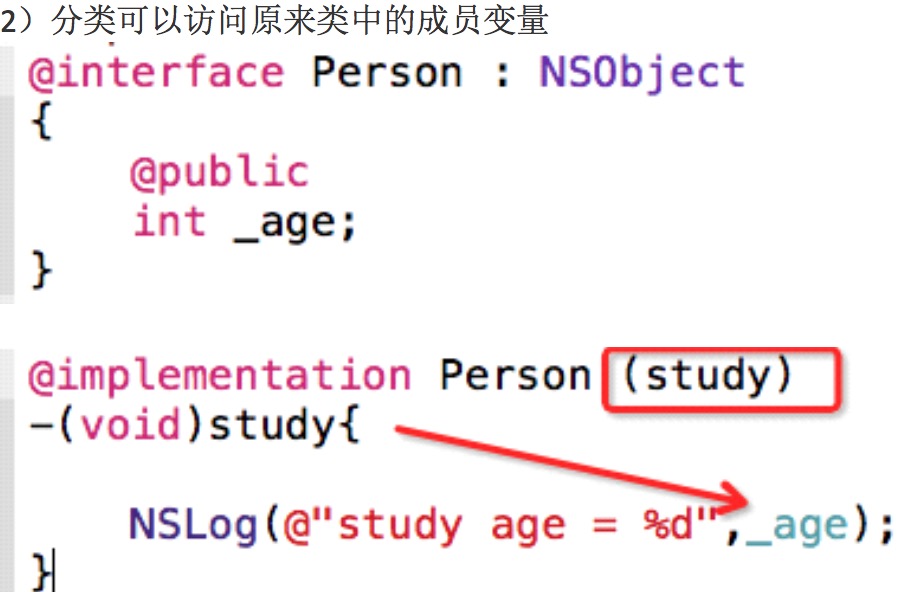 2）分类可以访问原来类中的成员变量
@interface Person : NSObject
{
@public
int _age;
}
@implementation Person (study)
-(void)study{
NSLog(@"study age = %d",_age);
}